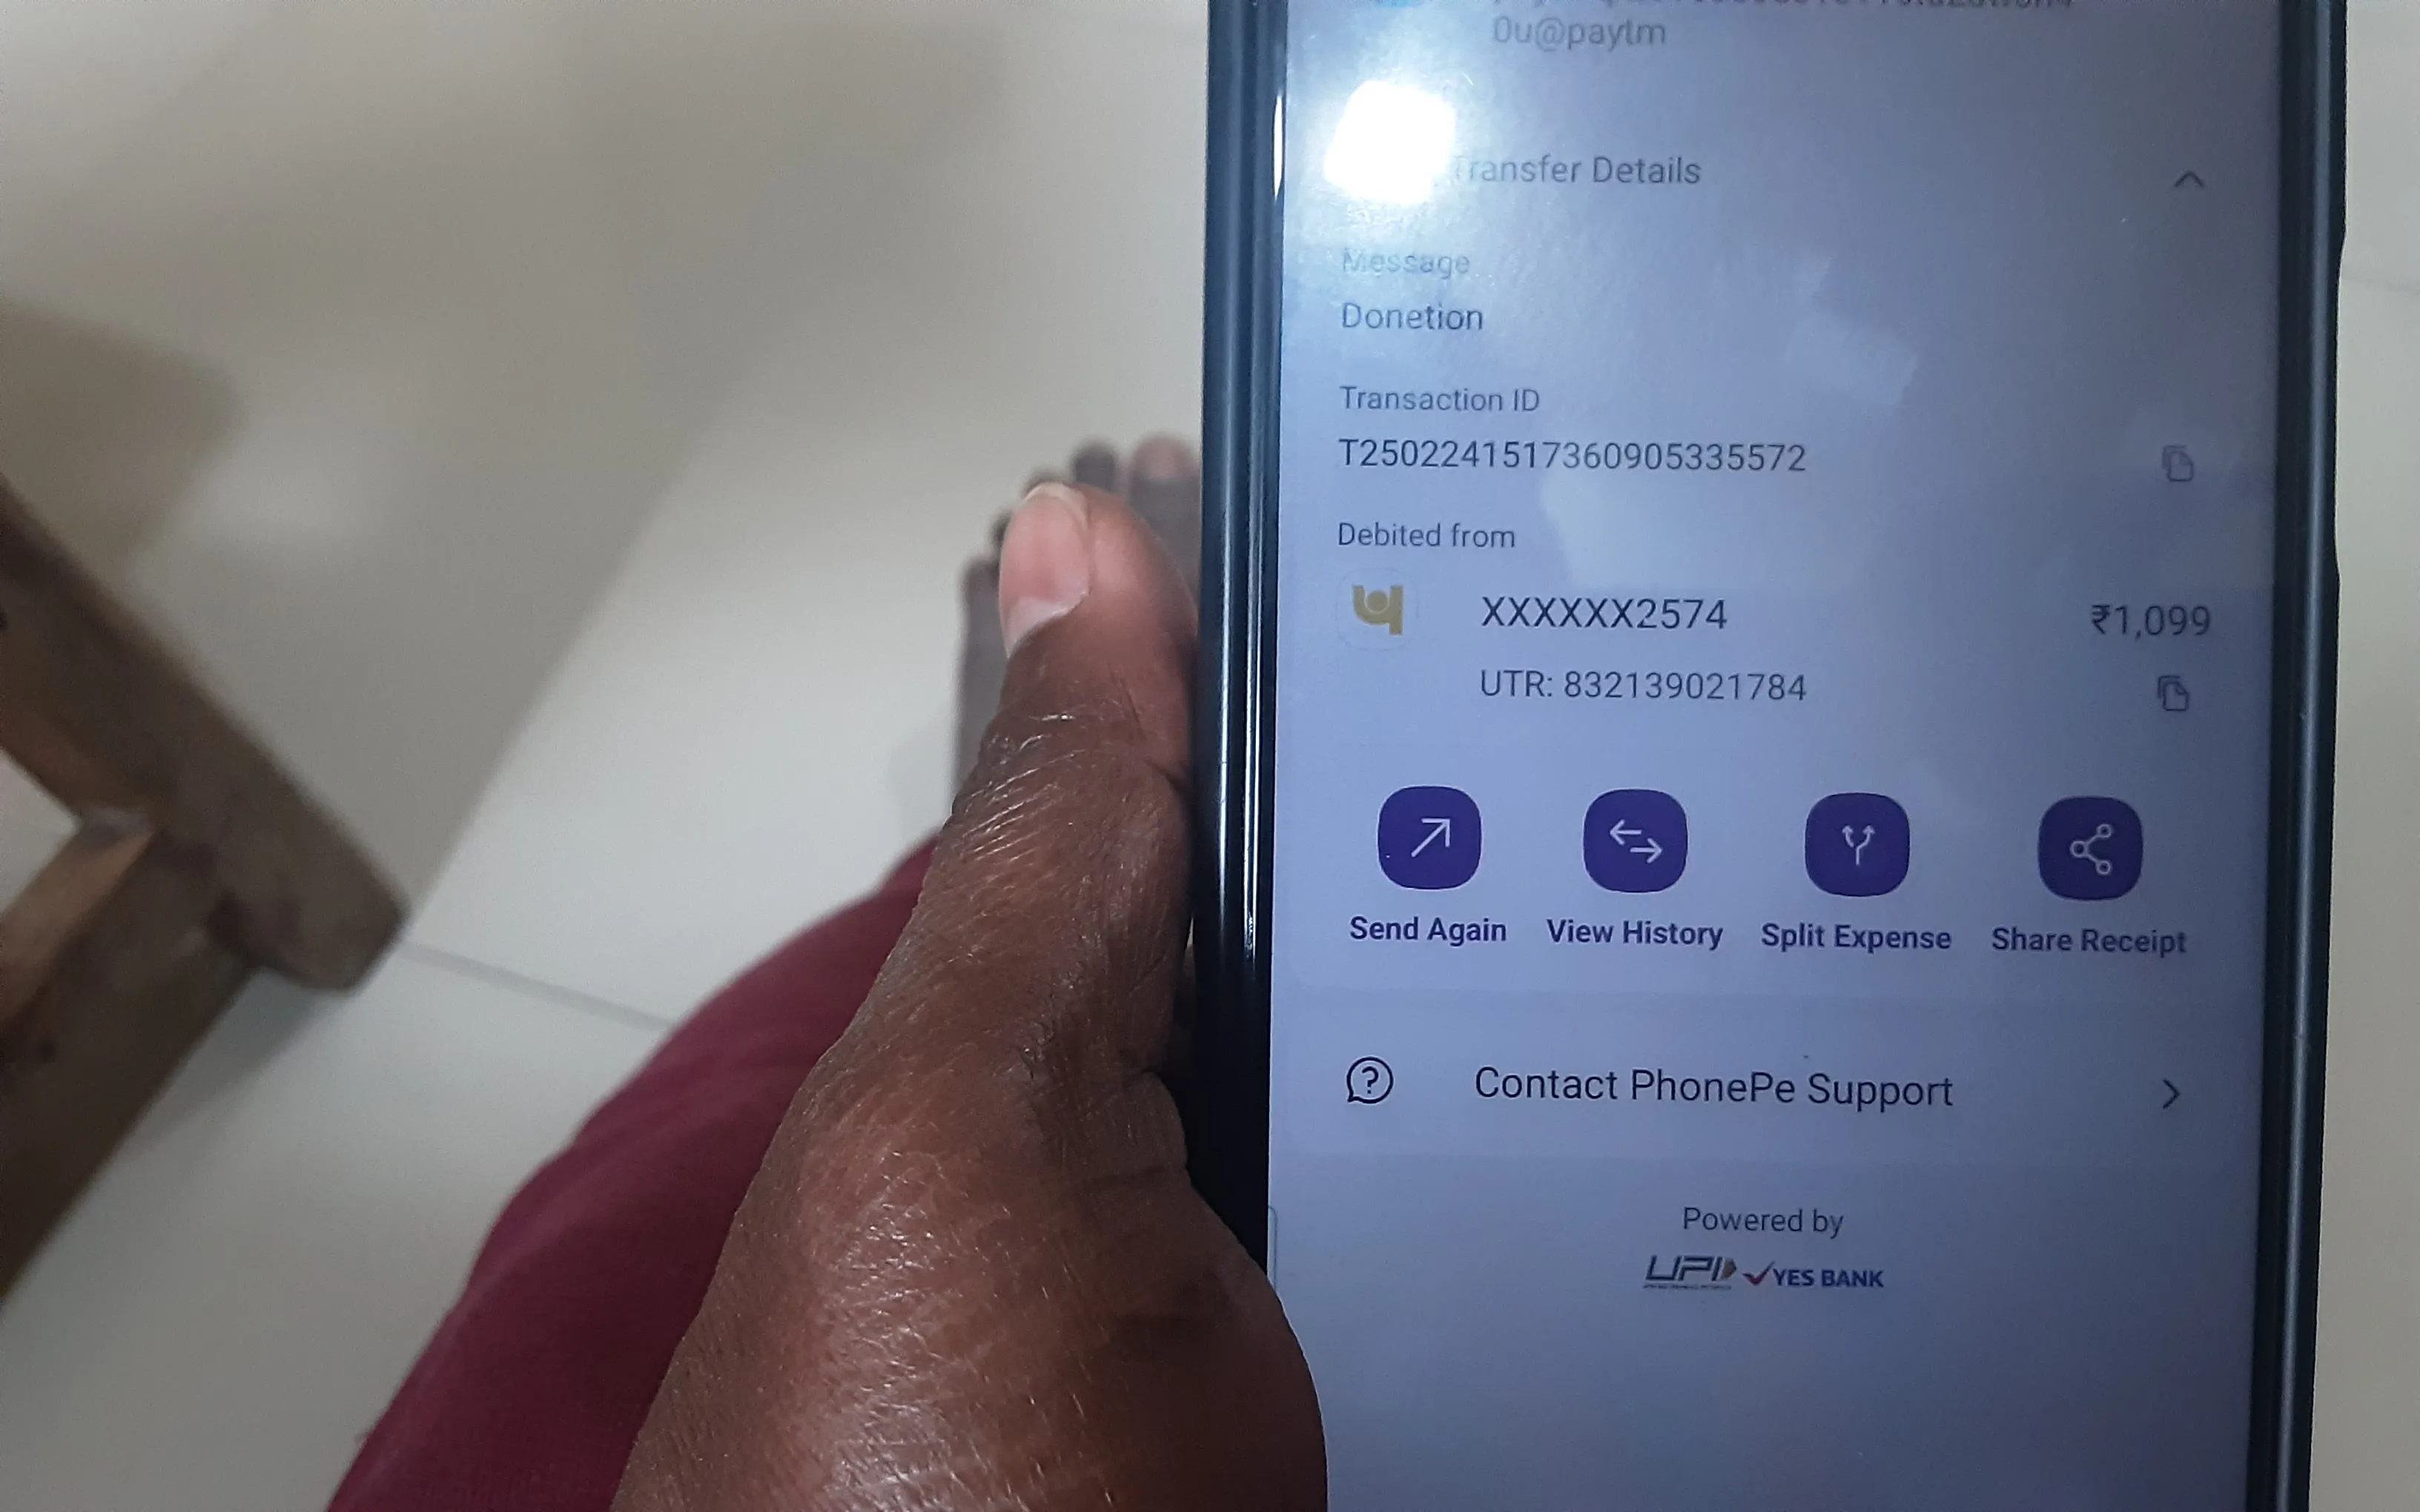 0u@paytm
Transfer Details
Message
Donetion
Transaction ID
T2502241517360905335572
Debited from
XXXXXX2574
₹1,099
UTR: 832139021784
Send Again
View History
Split Expense
Share Receipt
Contact PhonePe Support
Powered by
UPI YES BANK